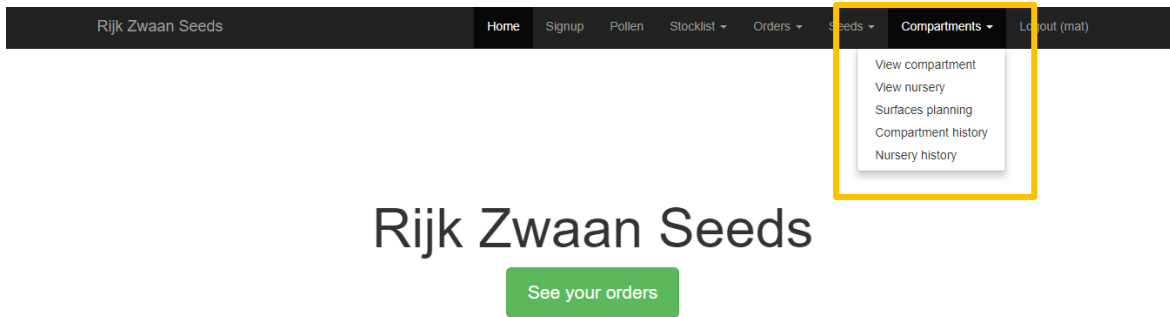 Rijk Zwaan Seeds Home Signup Pollen Stocklist Orders Seeds Compartments Logout (mat)
View compartment
View nursery
Surfaces planning
Compartment history
Nursery history
Rijk Zwaan Seeds
See your orders